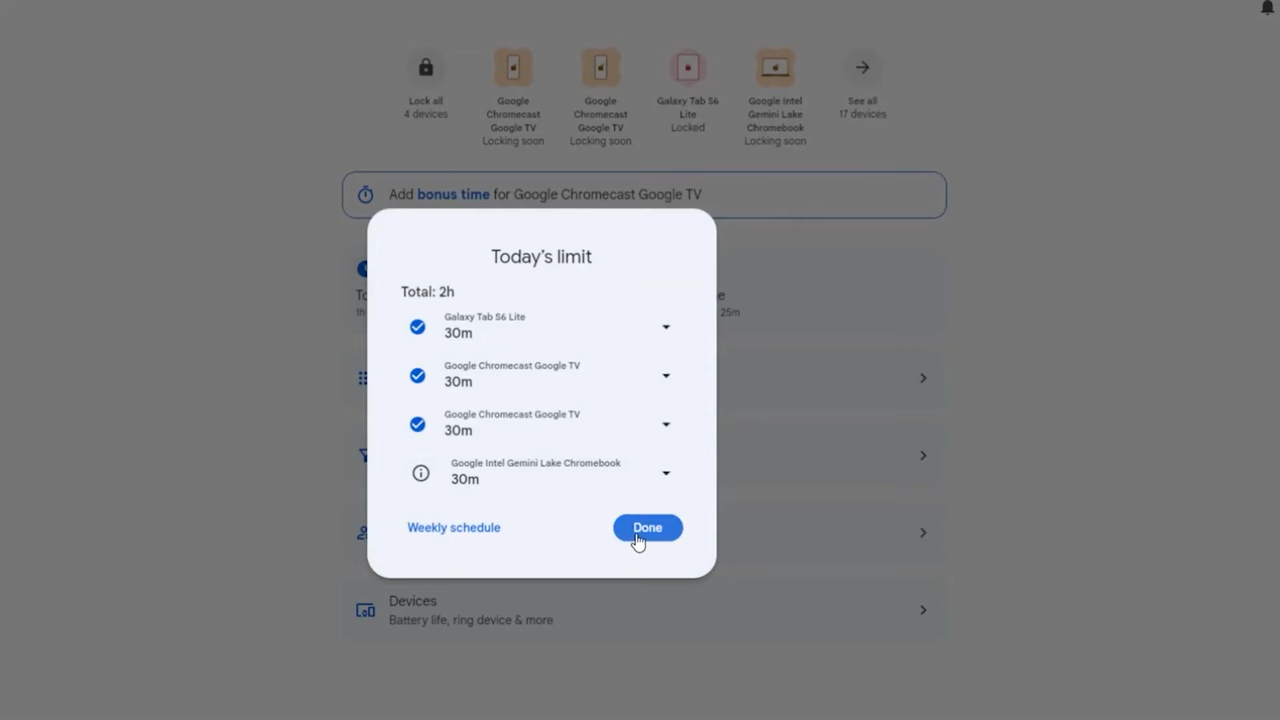 Lock all
4 devices
Google
Chromecast
Google TV
Locking soon
Google
Chromecast
Google TV
Locking soon
Galaxy Tab S6
Lite
Locked
Google Intel
Gemini Lake
Chromebook
Locking soon
See all
17 devices
Add bonus time for Google Chromecast Google TV
Today's limit
Total: 2h
Galaxy Tab S6 Lite
30m
Google Chromecast Google TV
30m
Google Chromecast Google TV
30m
Google Intel Gemini Lake Chromebook
30m
Weekly schedule
Done
25m
Devices
Battery life, ring device & more